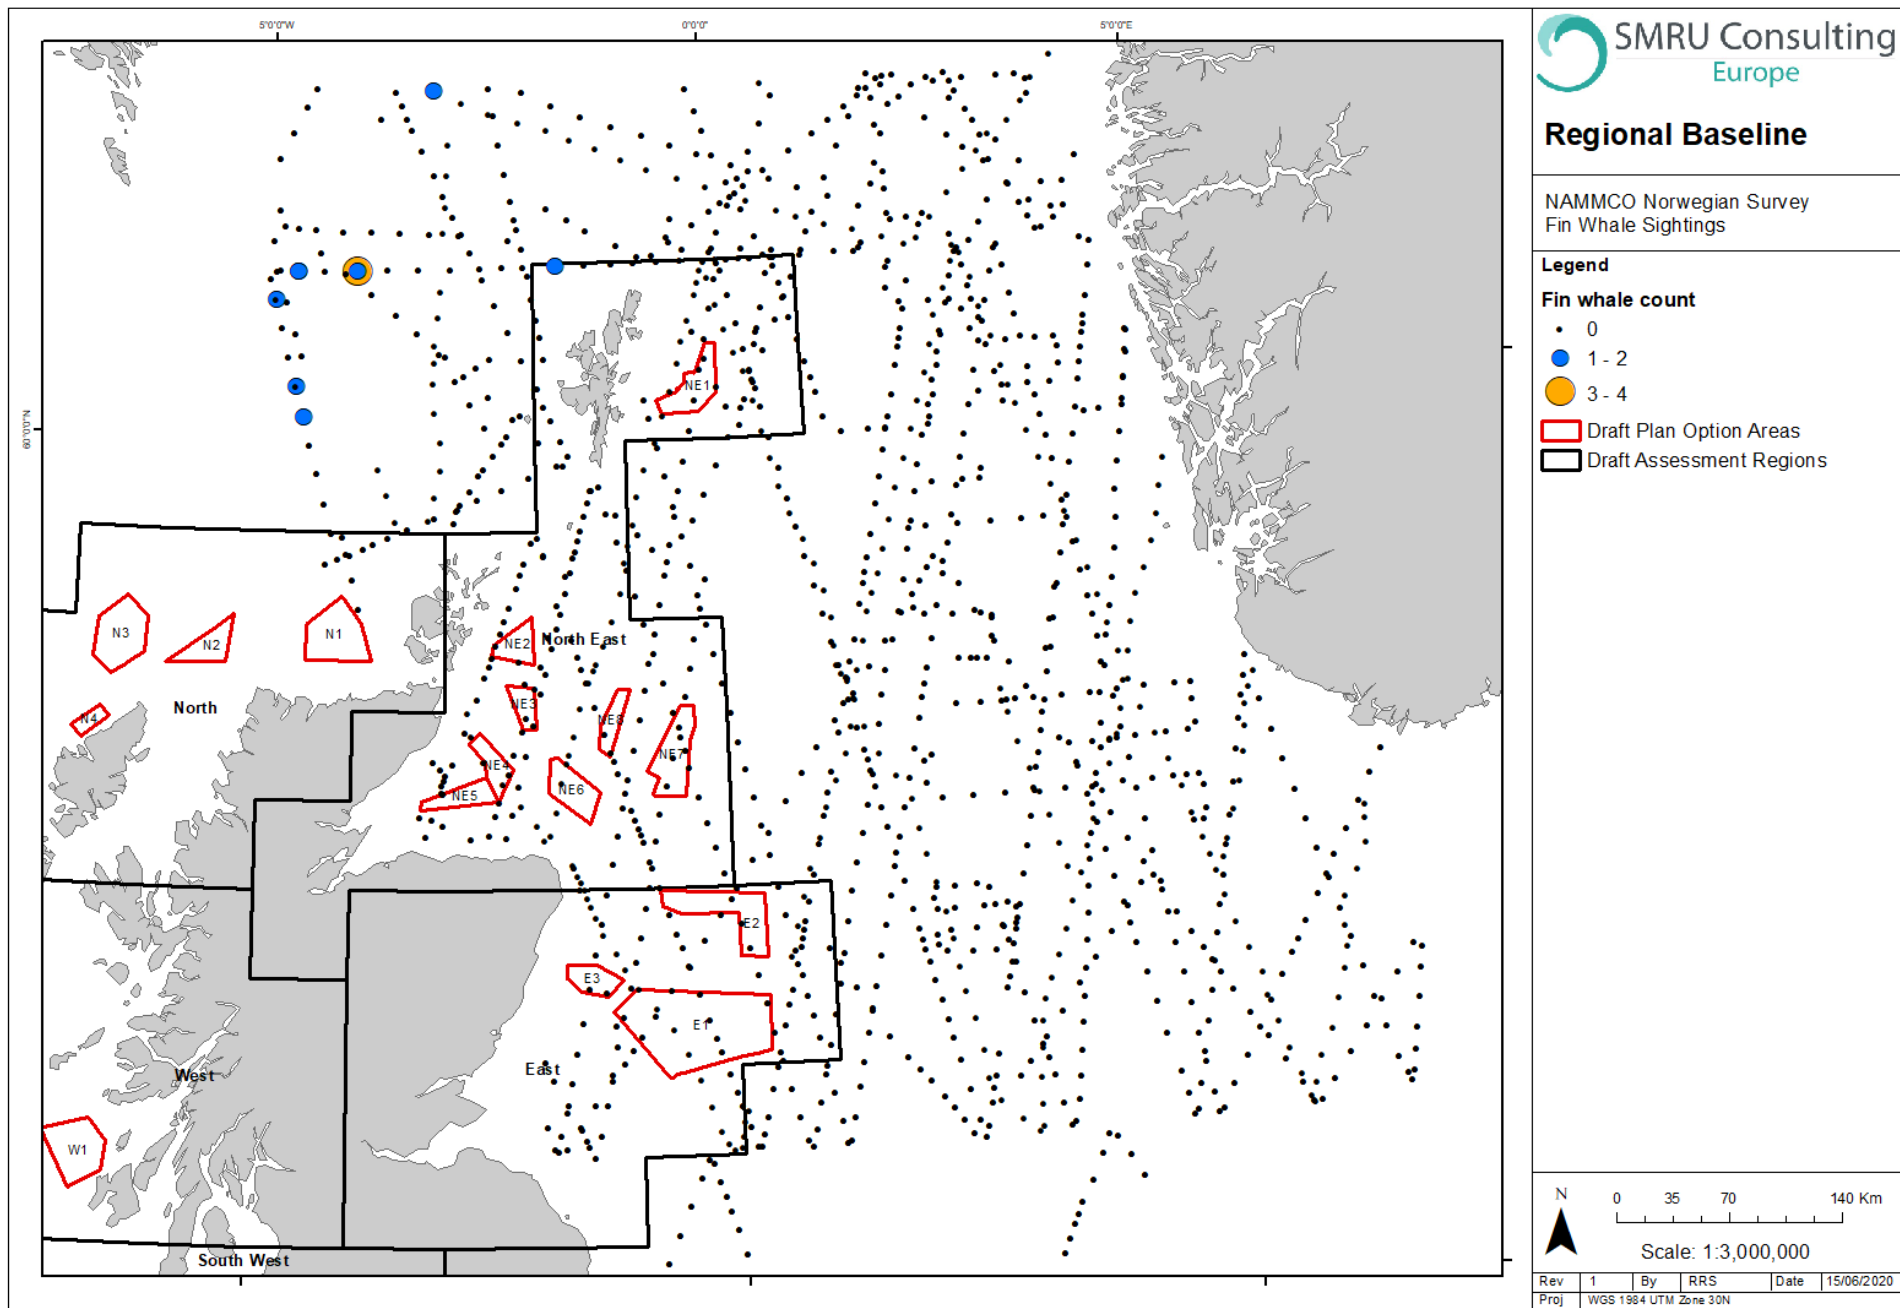 5°0'0"W
0°0'0"
5°0'0"E
60°0'0"N
NE1
N3
N2
N1
NE2
North East
N4
North
NE3
NE8
NE7
NE4
NE5
NE6
E2
E3
E1
East
West
W1
South West
SMRU Consulting
Europe
Regional Baseline
NAMMCO Norwegian Survey
Fin Whale Sightings
Legend
Fin whale count
0
1 - 2
3 - 4
Draft Plan Option Areas
Draft Assessment Regions
N
0 35 70 140 Km
Scale: 1:3,000,000
Rev 1 By RRS Date 15/06/2020
Proj WGS 1984 UTM Zone 30N